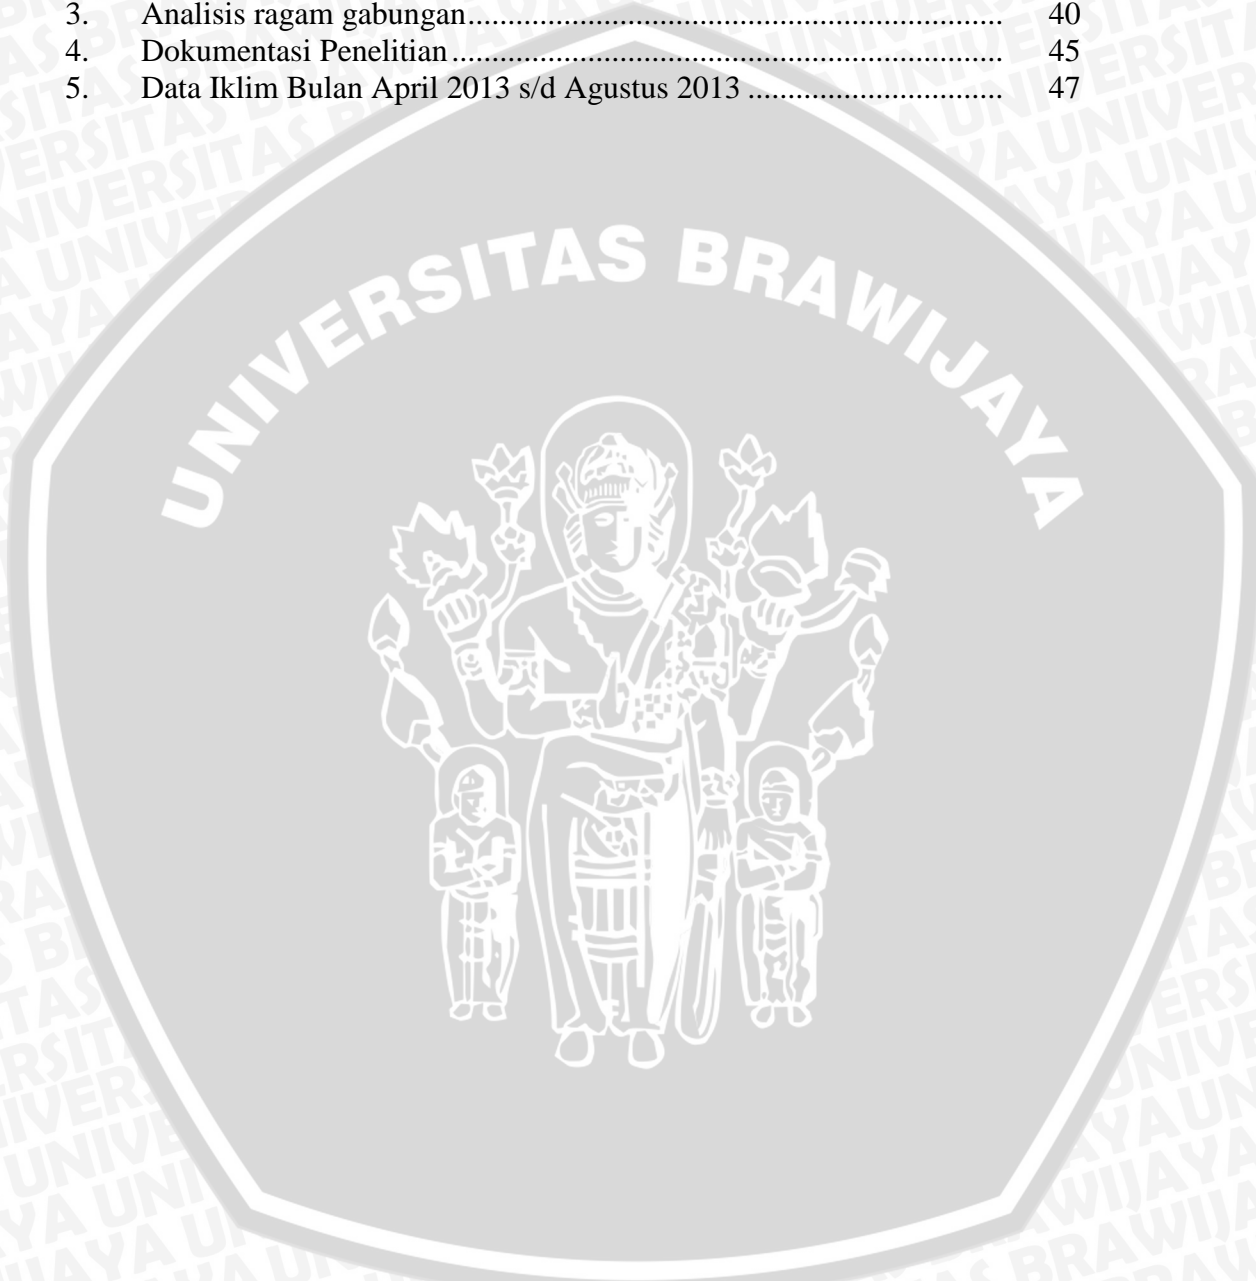 3. Analisis ragam gabungan.................................................................. 40
4. Dokumentasi Penelitian..................................................................... 45
5. Data Iklim Bulan April 2013 s/d Agustus 2013................................ 47
UNIVERSITAS BRAWIJAYA